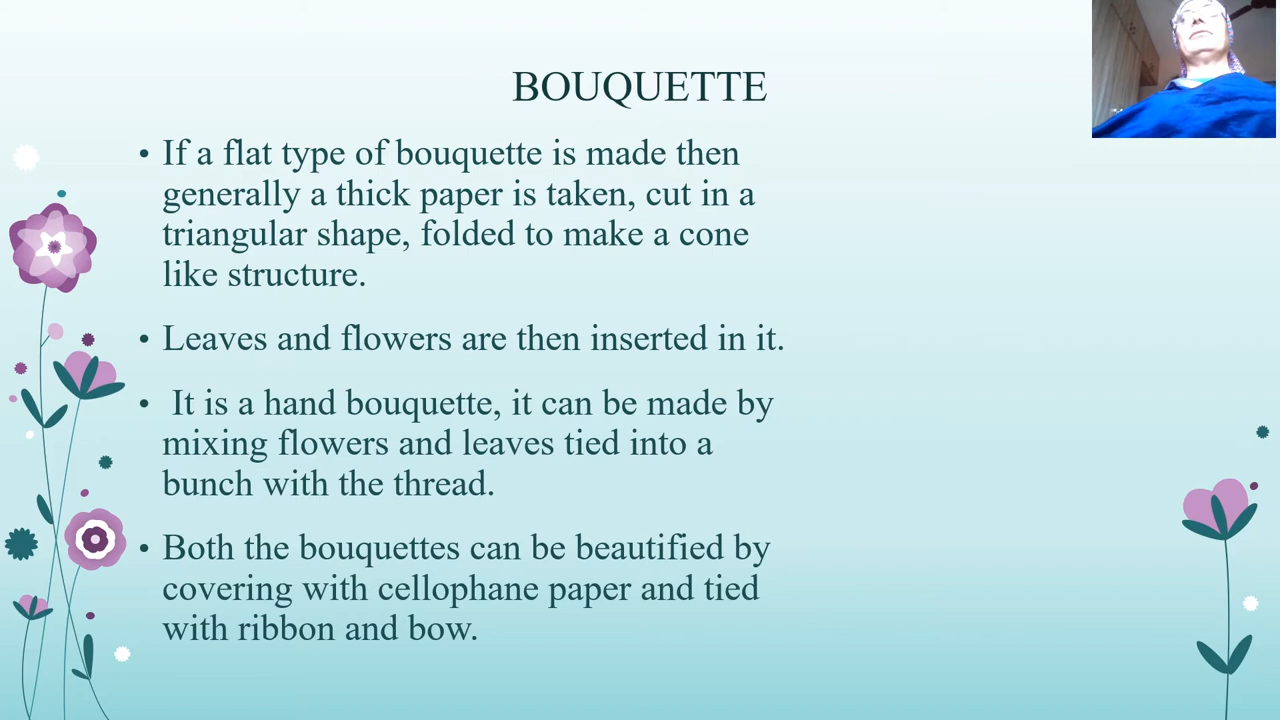 BOUQUETTE
• If a flat type of bouquette is made then
generally a thick paper is taken, cut in a
triangular shape, folded to make a cone
like structure.
• Leaves and flowers are then inserted in it.
• It is a hand bouquette, it can be made by
mixing flowers and leaves tied into a
bunch with the thread.
• Both the bouquettes can be beautified by
covering with cellophane paper and tied
with ribbon and bow.